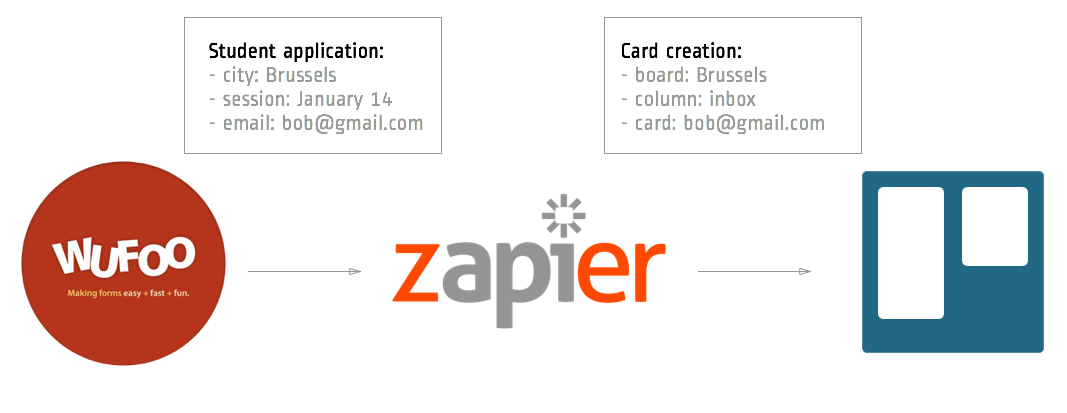 Student application:
- city: Brussels
- session: January 14
- email: bob@gmail.com
Card creation:
- board: Brussels
- column: inbox
- card: bob@gmail.com
WUFOO
Making forms easy + fast + fun.
zapier